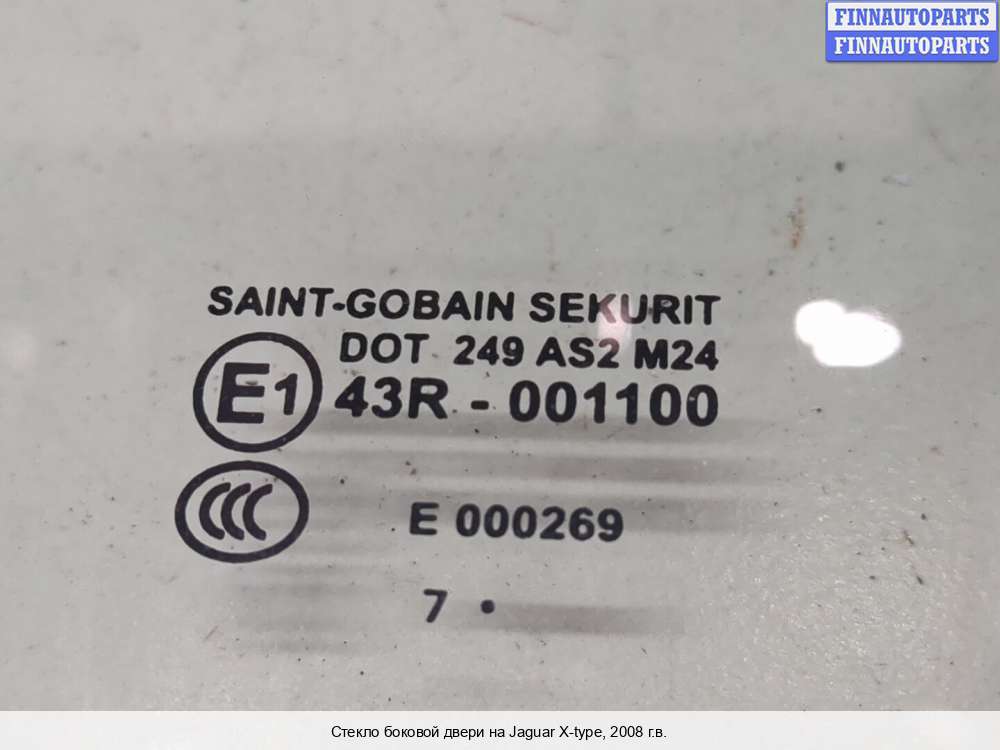 FINNAUTOPARTS
FINNAUTOPARTS
SAINT-GOBAIN SEKURIT
DOT 249 AS2 M24
E1 43R - 001100
CCC E 000269
7 •
Стекло боковой двери на Jaguar X-type, 2008 г.в.